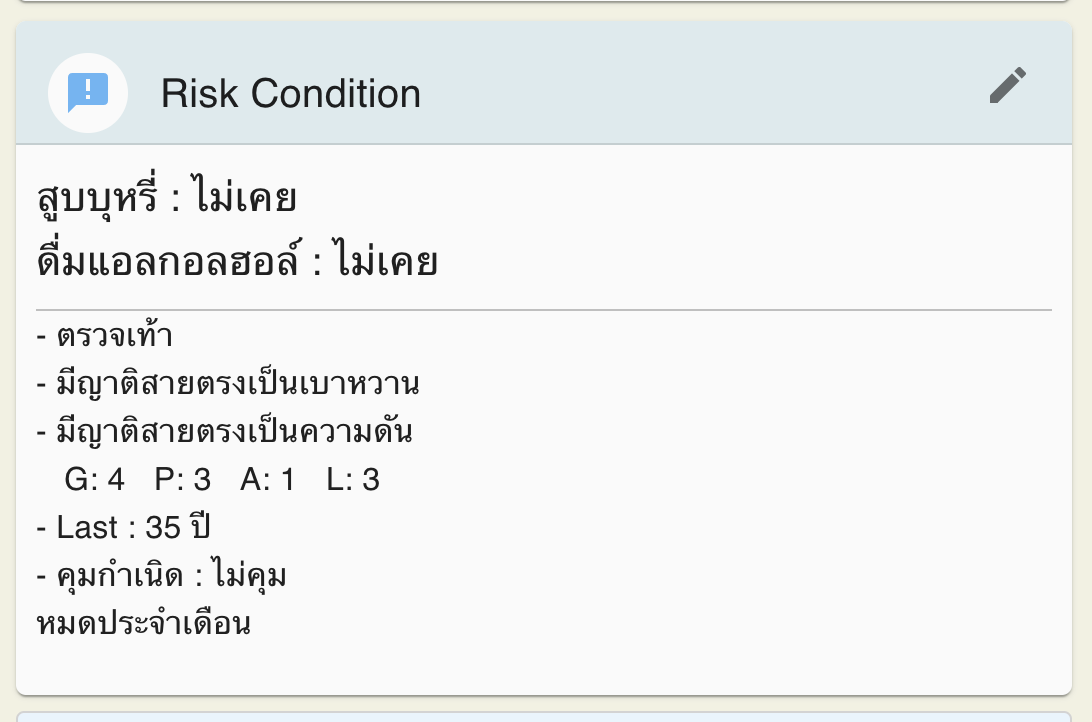 Risk Condition
สูบบุหรี่ : ไม่เคย
ดื่มแอลกอลฮอล์ : ไม่เคย
- ตรวจเท้า
- มีญาติสายตรงเป็นเบาหวาน
- มีญาติสายตรงเป็นความดัน
G: 4 P: 3 A: 1 L: 3
- Last : 35 ปี
- คุมกำเนิด : ไม่คุม
หมดประจำเดือน